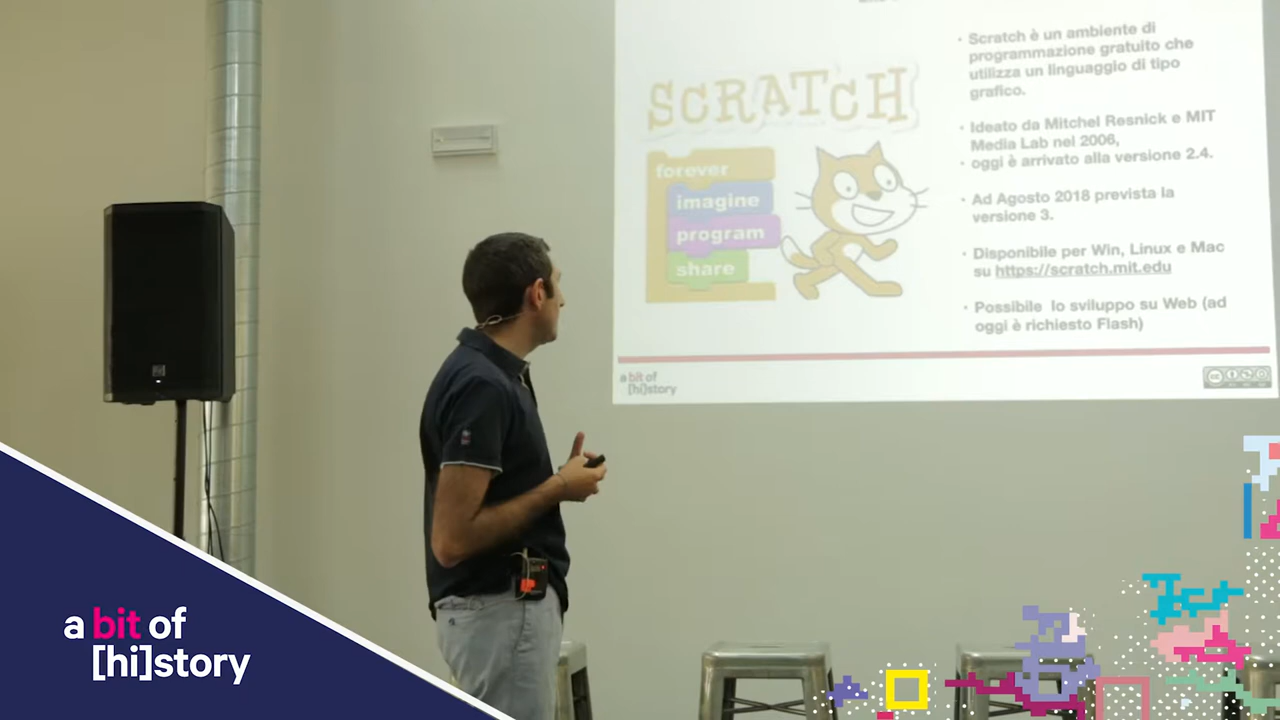 SCRATCH
forever
imagine
program
share
• Scratch è un ambiente di
programmazione gratuito che
utilizza un linguaggio di tipo
grafico.
• Ideato da Mitchel Resnick e MIT
Media Lab nel 2006,
• oggi è arrivato alla versione 2.4.
• Ad Agosto 2018 prevista la
versione 3.
• Disponibile per Win, Linux e Mac
su https://scratch.mit.edu
• Possibile lo sviluppo su Web (ad
oggi è richiesto Flash)
a bit of
[hi]story
a bit of
[hi]story